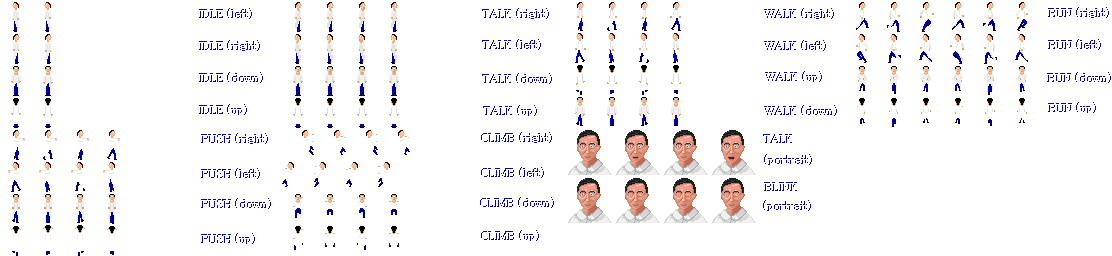 IDLE (left)
TALK (right)
WALK (right)
RUN (right)
IDLE (right)
TALK (left)
WALK (left)
RUN (left)
IDLE (down)
TALK (down)
WALK (up)
RUN (down)
IDLE (up)
TALK (up)
WALK (down)
RUN (up)
PUSH (right)
CLIMB (right)
TALK
(portrait)
PUSH (left)
CLIMB (left)
BLINK
(portrait)
PUSH (down)
CLIMB (down)
PUSH (up)
CLIMB (up)